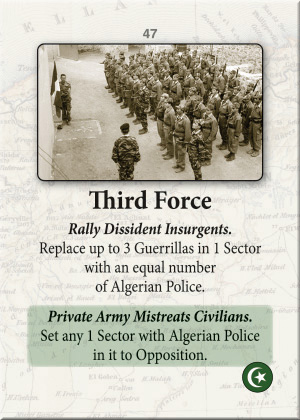 47
Third Force
Rally Dissident Insurgents.
Replace up to 3 Guerrillas in 1 Sector
with an equal number
of Algerian Police.
Private Army Mistreats Civilians.
Set any 1 Sector with Algerian Police
in it to Opposition.